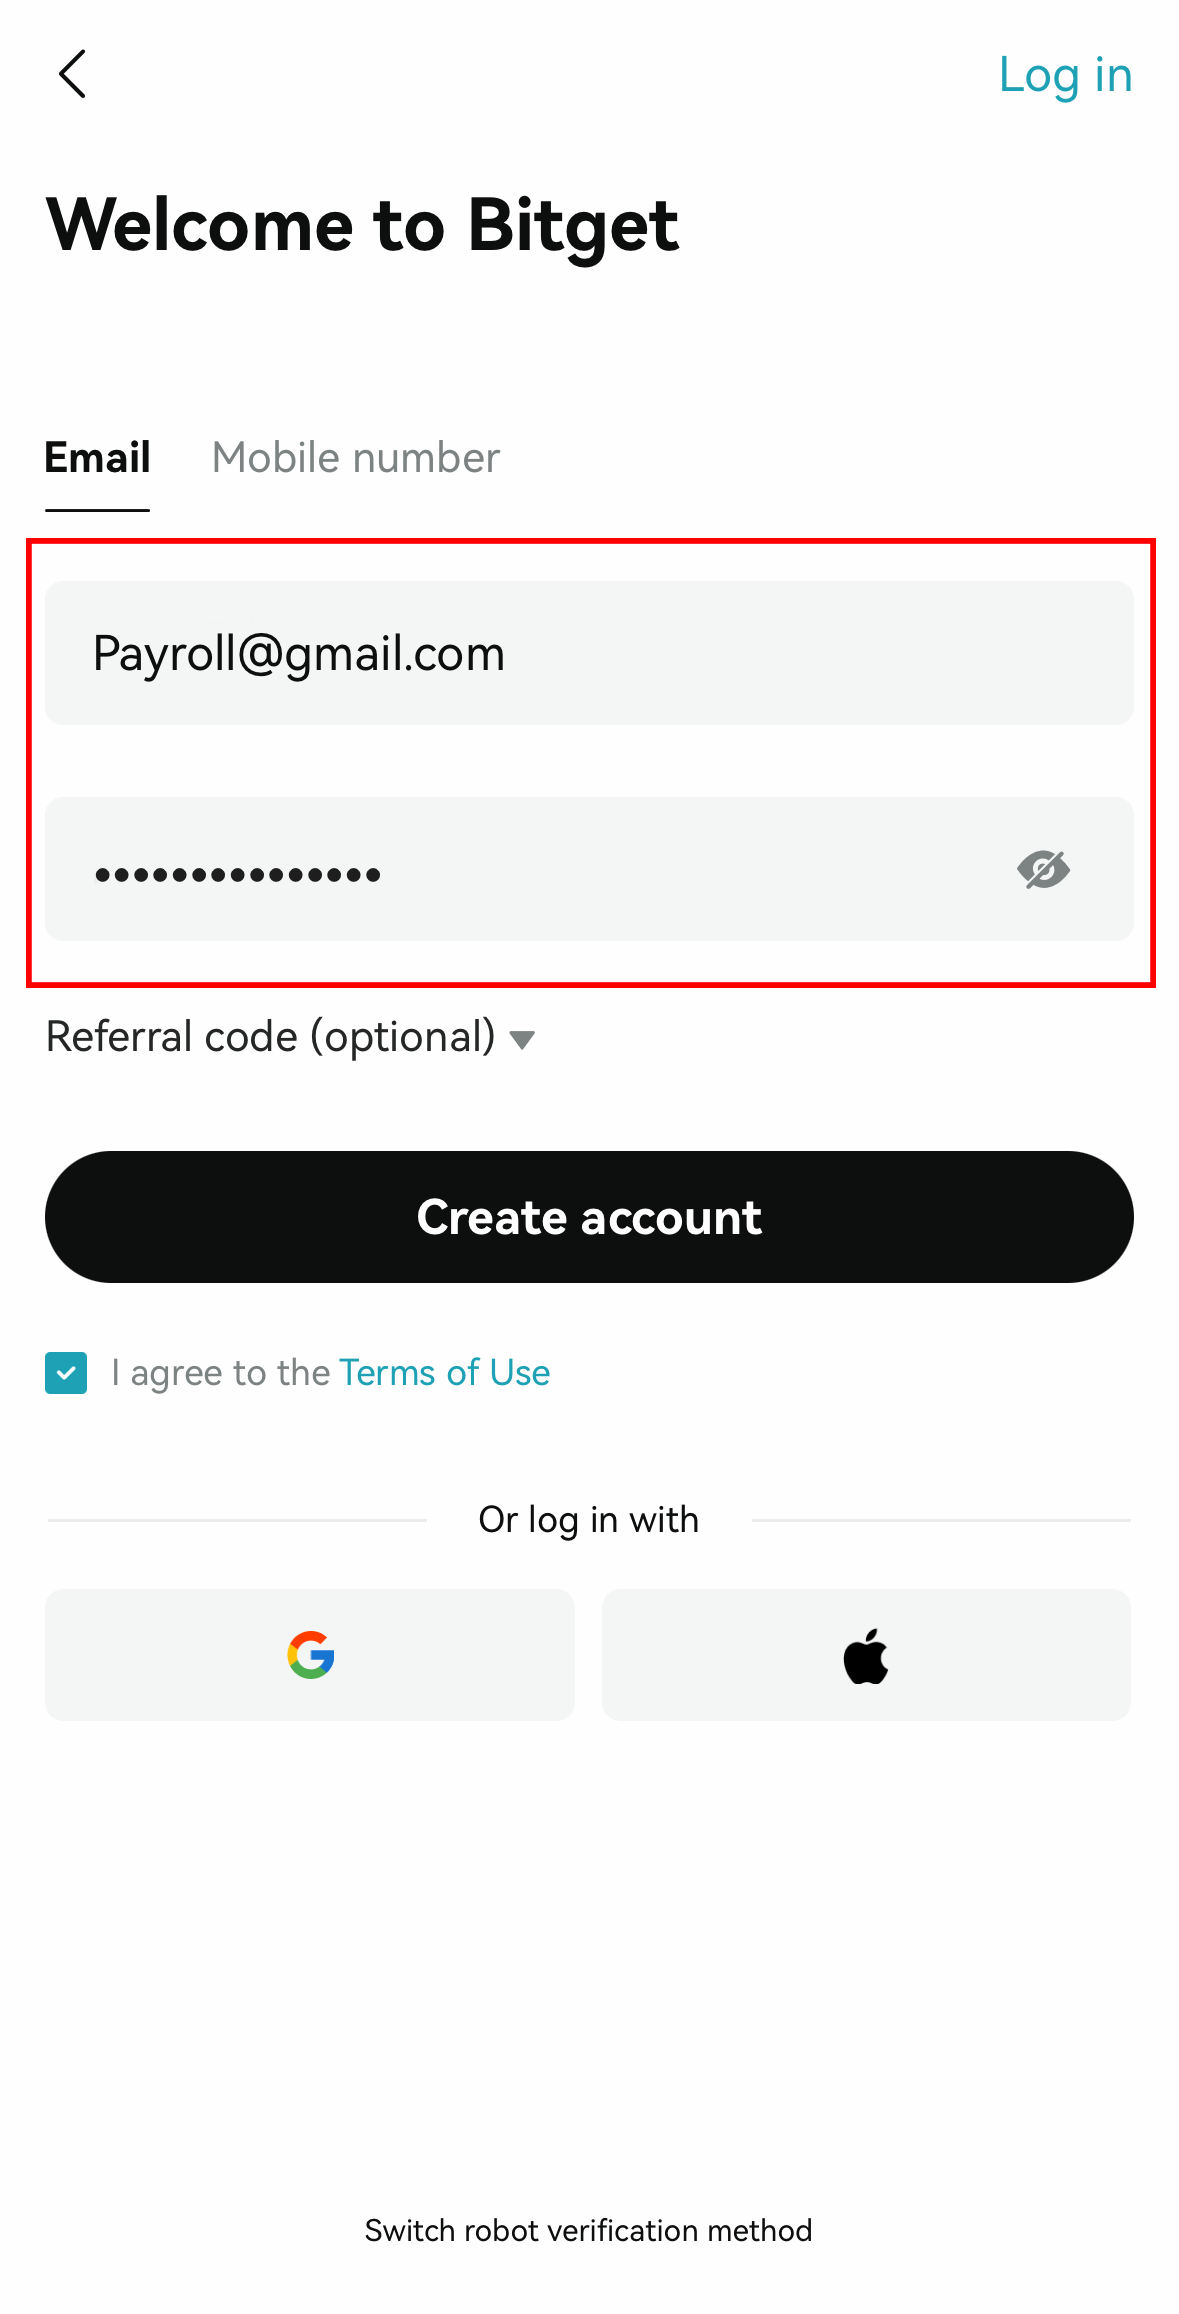 Log in
Welcome to Bitget
Email Mobile number
Payroll@gmail.com
•••••••••••••••
Referral code (optional)
Create account
I agree to the Terms of Use
Or log in with
Switch robot verification method